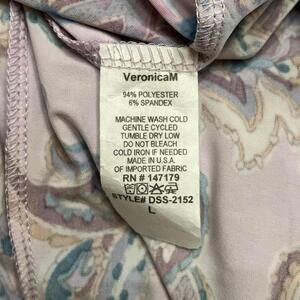 VeronicaM
94% POLYESTER
6% SPANDEX
MACHINE WASH COLD
GENTLE CYCLED
TUMBLE DRY LOW
DO NOT BLEACH
COLD IRON IF NEEDED
MADE IN U.S.A.
OF IMPORTED FABRIC
RN # 147179
STYLE# DSS-2152
L